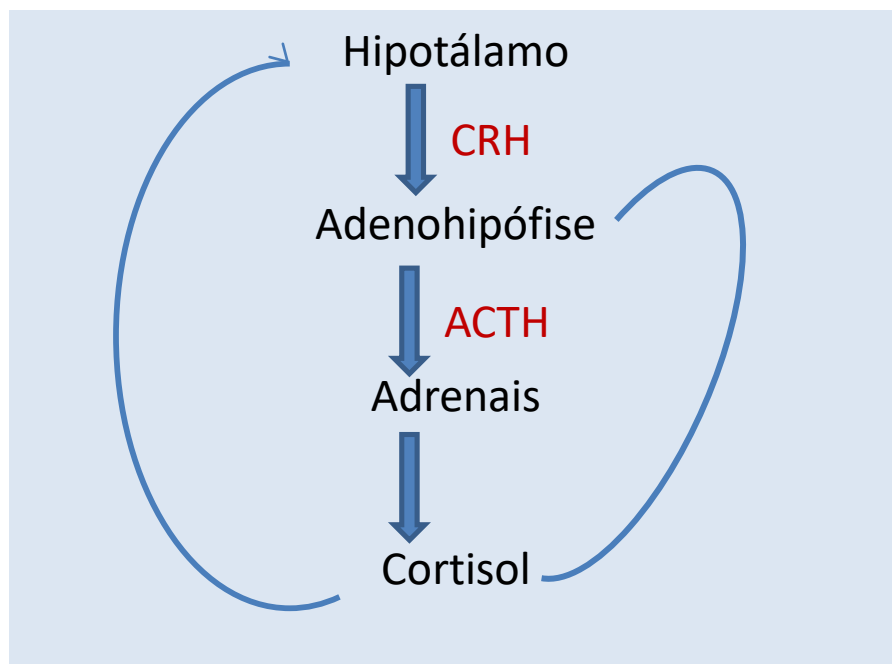 Hipotálamo
CRH
Adenohipófise
ACTH
Adrenais
Cortisol